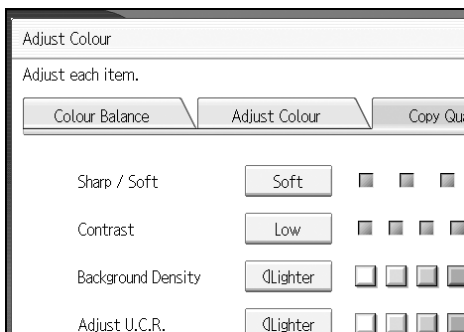 Adjust Colour
Adjust each item.
Colour Balance Adjust Colour Copy
Sharp / Soft Soft
Contrast Low
Background Density Lighter
Adjust U.C.R. Lighter